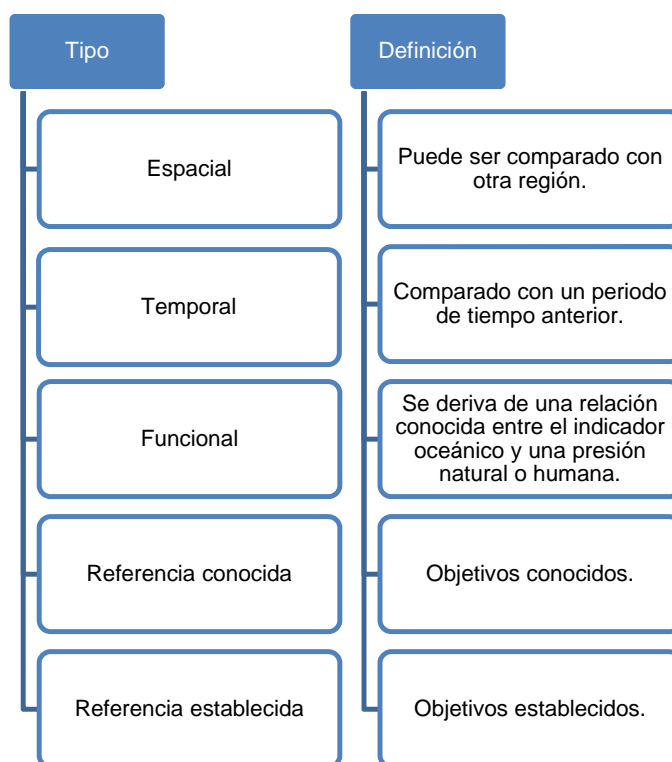 Tipo
Definición
Espacial
Puede ser comparado con
otra región.
Temporal
Comparado con un periodo
de tiempo anterior.
Funcional
Se deriva de una relación
conocida entre el indicador
oceánico y una presión
natural o humana.
Referencia conocida
Objetivos conocidos.
Referencia establecida
Objetivos establecidos.